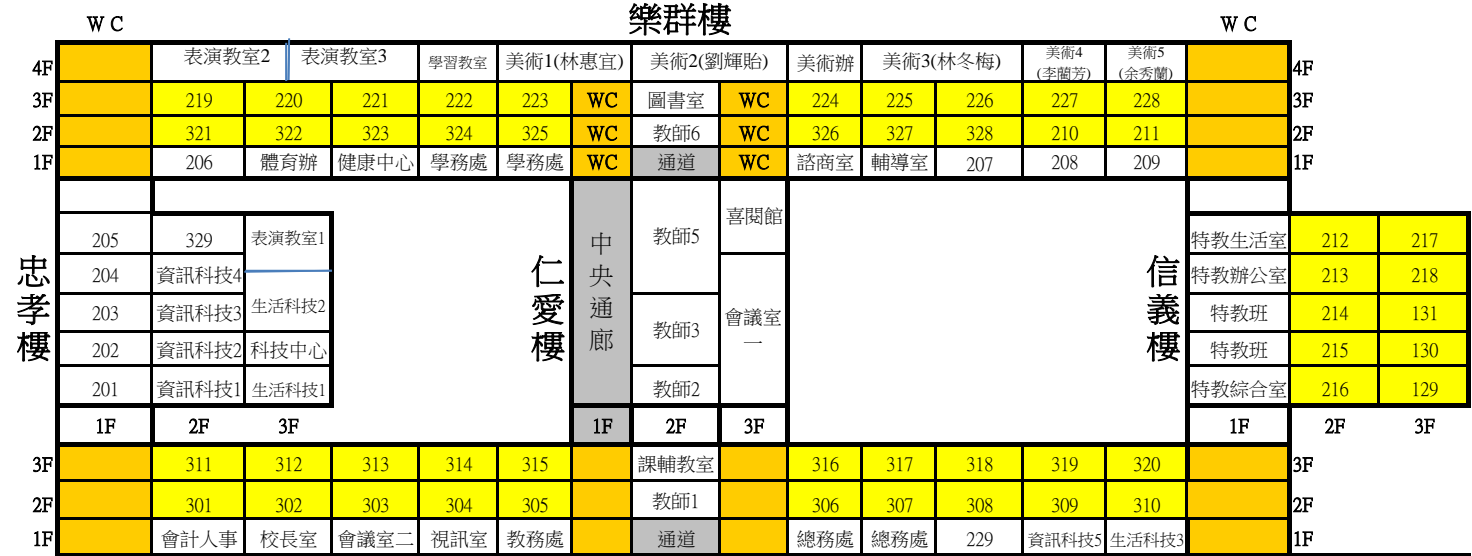 樂群樓
W C
W C
4F 表演教室2 表演教室3 學習教室 美術1(林惠宜) 美術2(劉輝貽) 美術辦 美術3(林冬梅) 美術4 (李蘭芳) 美術5 (余秀蘭) 4F
3F 219 220 221 222 223 WC 圖書室 WC 224 225 226 227 228 3F
2F 321 322 323 324 325 WC 教師6 WC 326 327 328 210 211 2F
1F 206 體育辦 健康中心 學務處 學務處 WC 通道 WC 諮商室 輔導室 207 208 209 1F
忠孝樓
205 329 表演教室1
204 資訊科技4
203 資訊科技3 生活科技2
202 資訊科技2 科技中心
201 資訊科技1 生活科技1
1F 2F 3F
仁愛樓
中央通廊
教師5
喜閱館
教師3
會議室一
教師2
1F 2F 3F
信義樓
特教生活室 212 217
特教辦公室 213 218
特教班 214 131
特教班 215 130
特教綜合室 216 129
1F 2F 3F
3F 311 312 313 314 315 課輔教室 316 317 318 319 320 3F
2F 301 302 303 304 305 教師1 306 307 308 309 310 2F
1F 會計人事 校長室 會議室二 視訊室 教務處 通道 總務處 總務處 229 資訊科技5 生活科技3 1F